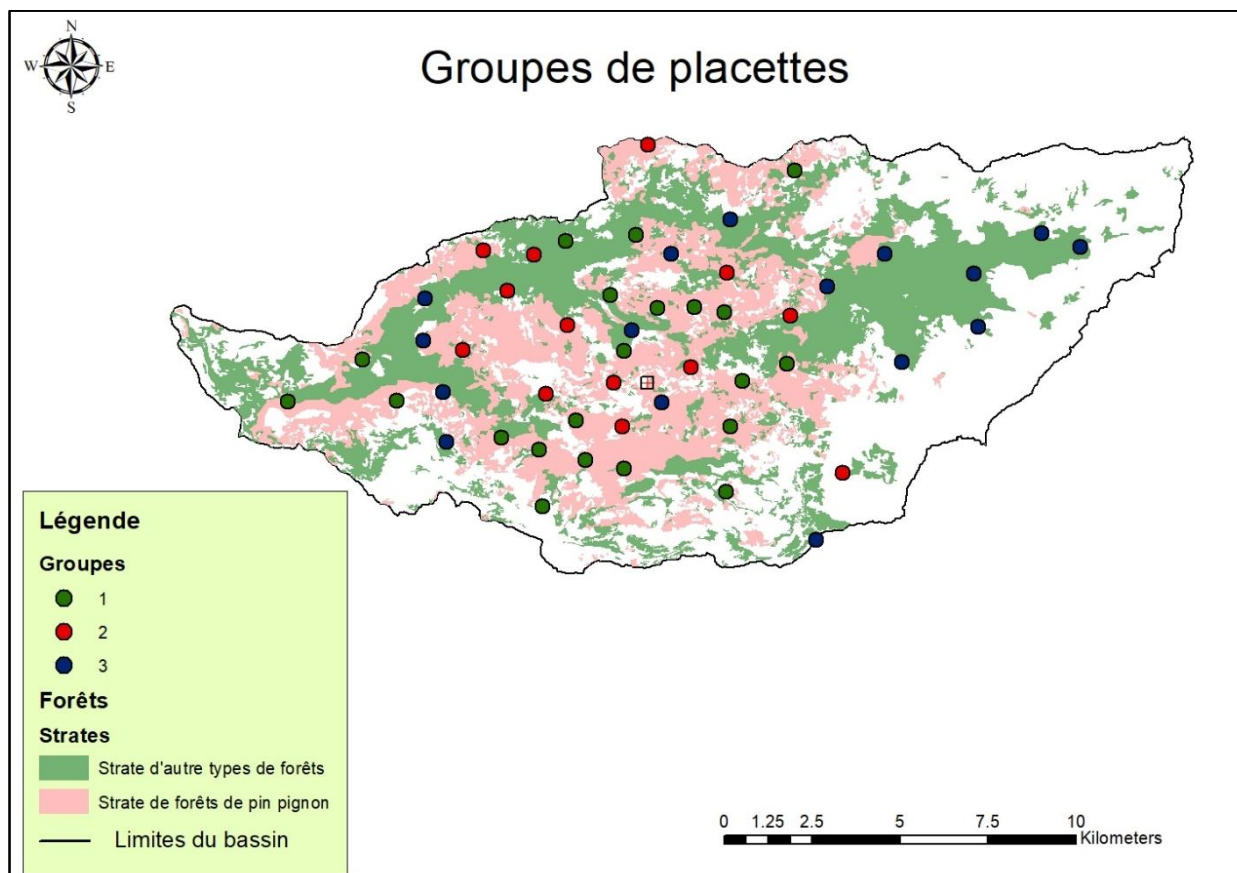 N
W E
S
Groupes de placettes
Légende
Groupes
1
2
3
Forêts
Strates
Strate d'autre types de forêts
Strate de forêts de pin pignon
Limites du bassin
0 1.25 2.5 5 7.5 10
Kilometers